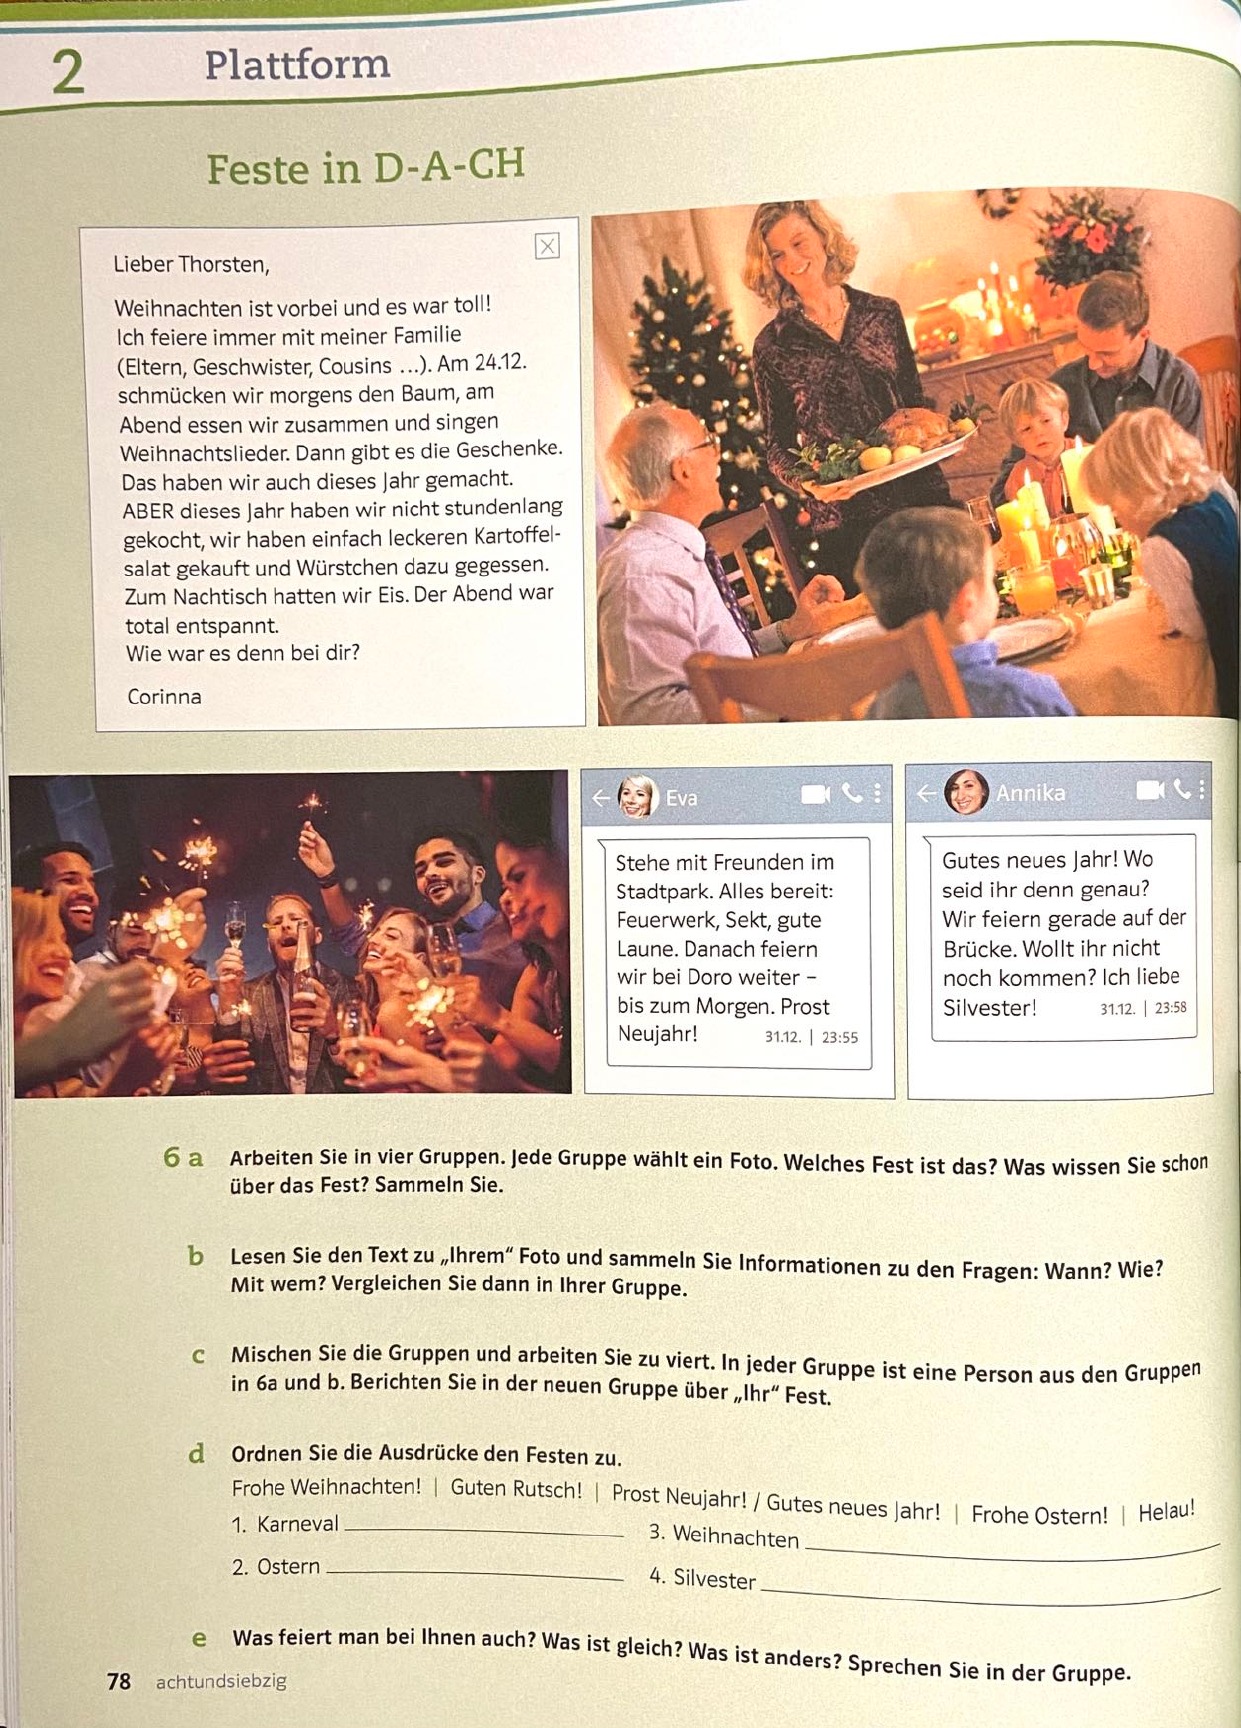 2
Plattform
Feste in D-A-CH
Lieber Thorsten,
Weihnachten ist vorbei und es war toll!
Ich feiere immer mit meiner Familie
(Eltern, Geschwister, Cousins ...). Am 24.12.
schmücken wir morgens den Baum, am
Abend essen wir zusammen und singen
Weihnachtslieder. Dann gibt es die Geschenke.
Das haben wir auch dieses Jahr gemacht.
ABER dieses Jahr haben wir nicht stundenlang
gekocht, wir haben einfach leckeren Kartoffel-
salat gekauft und Würstchen dazu gegessen.
Zum Nachtisch hatten wir Eis. Der Abend war
total entspannt.
Wie war es denn bei dir?
Corinna
Eva
Stehe mit Freunden im
Stadtpark. Alles bereit:
Feuerwerk, Sekt, gute
Laune. Danach feiern
wir bei Doro weiter –
bis zum Morgen. Prost
Neujahr! 31.12. | 23:55
Annika
Gutes neues Jahr! Wo
seid ihr denn genau?
Wir feiern gerade auf der
Brücke. Wollt ihr nicht
noch kommen? Ich liebe
Silvester! 31.12. | 23:58
6 a Arbeiten Sie in vier Gruppen. Jede Gruppe wählt ein Foto. Welches Fest ist das? Was wissen Sie schon
über das Fest? Sammeln Sie.
b Lesen Sie den Text zu „Ihrem“ Foto und sammeln Sie Informationen zu den Fragen: Wann? Wie?
Mit wem? Vergleichen Sie dann in Ihrer Gruppe.
c Mischen Sie die Gruppen und arbeiten Sie zu viert. In jeder Gruppe ist eine Person aus den Gruppen
in 6a und b. Berichten Sie in der neuen Gruppe über „Ihr“ Fest.
d Ordnen Sie die Ausdrücke den Festen zu.
Frohe Weihnachten! | Guten Rutsch! | Prost Neujahr! / Gutes neues Jahr! | Frohe Ostern! | Helau!
1. Karneval
3. Weihnachten
2. Ostern
4. Silvester
e Was feiert man bei Ihnen auch? Was ist gleich? Was ist anders? Sprechen Sie in der Gruppe.
78 achtundsiebzig